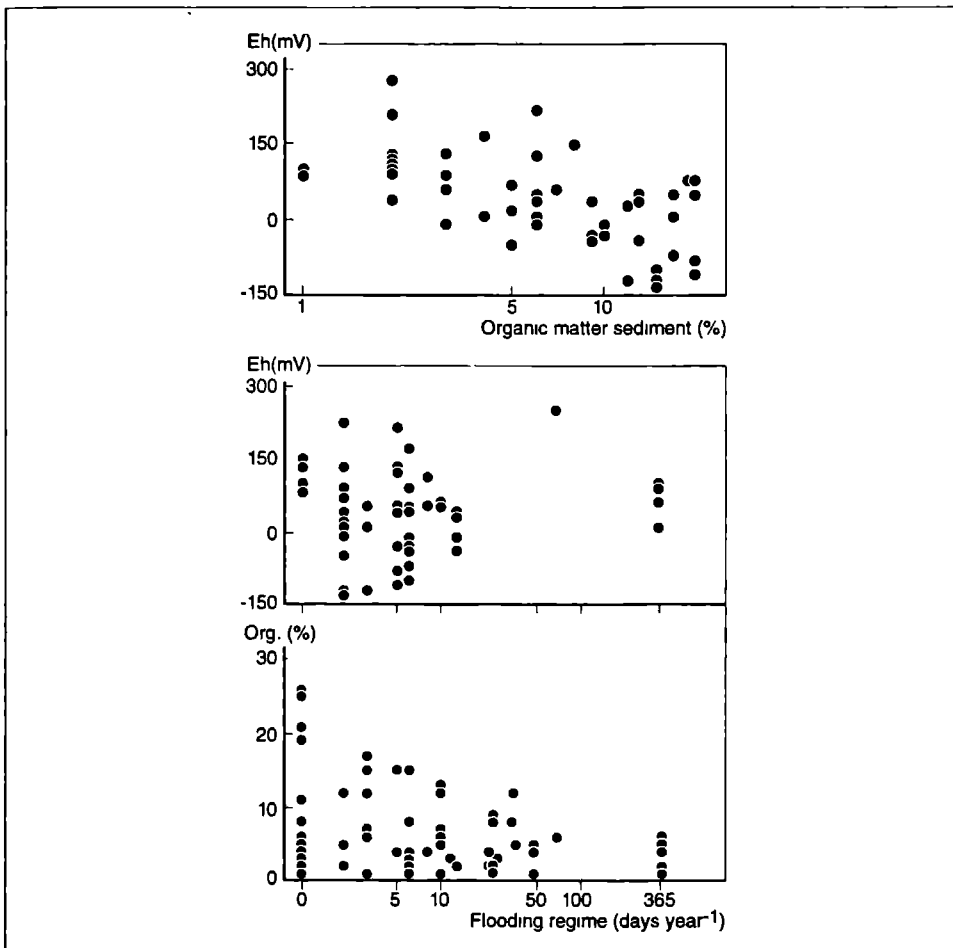 Eh(mV)
300
150
0
-150
1 5 10
Organic matter sediment (%)
Eh(mV)
300
150
0
-150
Org. (%)
30
20
10
0
0 5 10 50 100 365
Flooding regime (days year⁻¹)